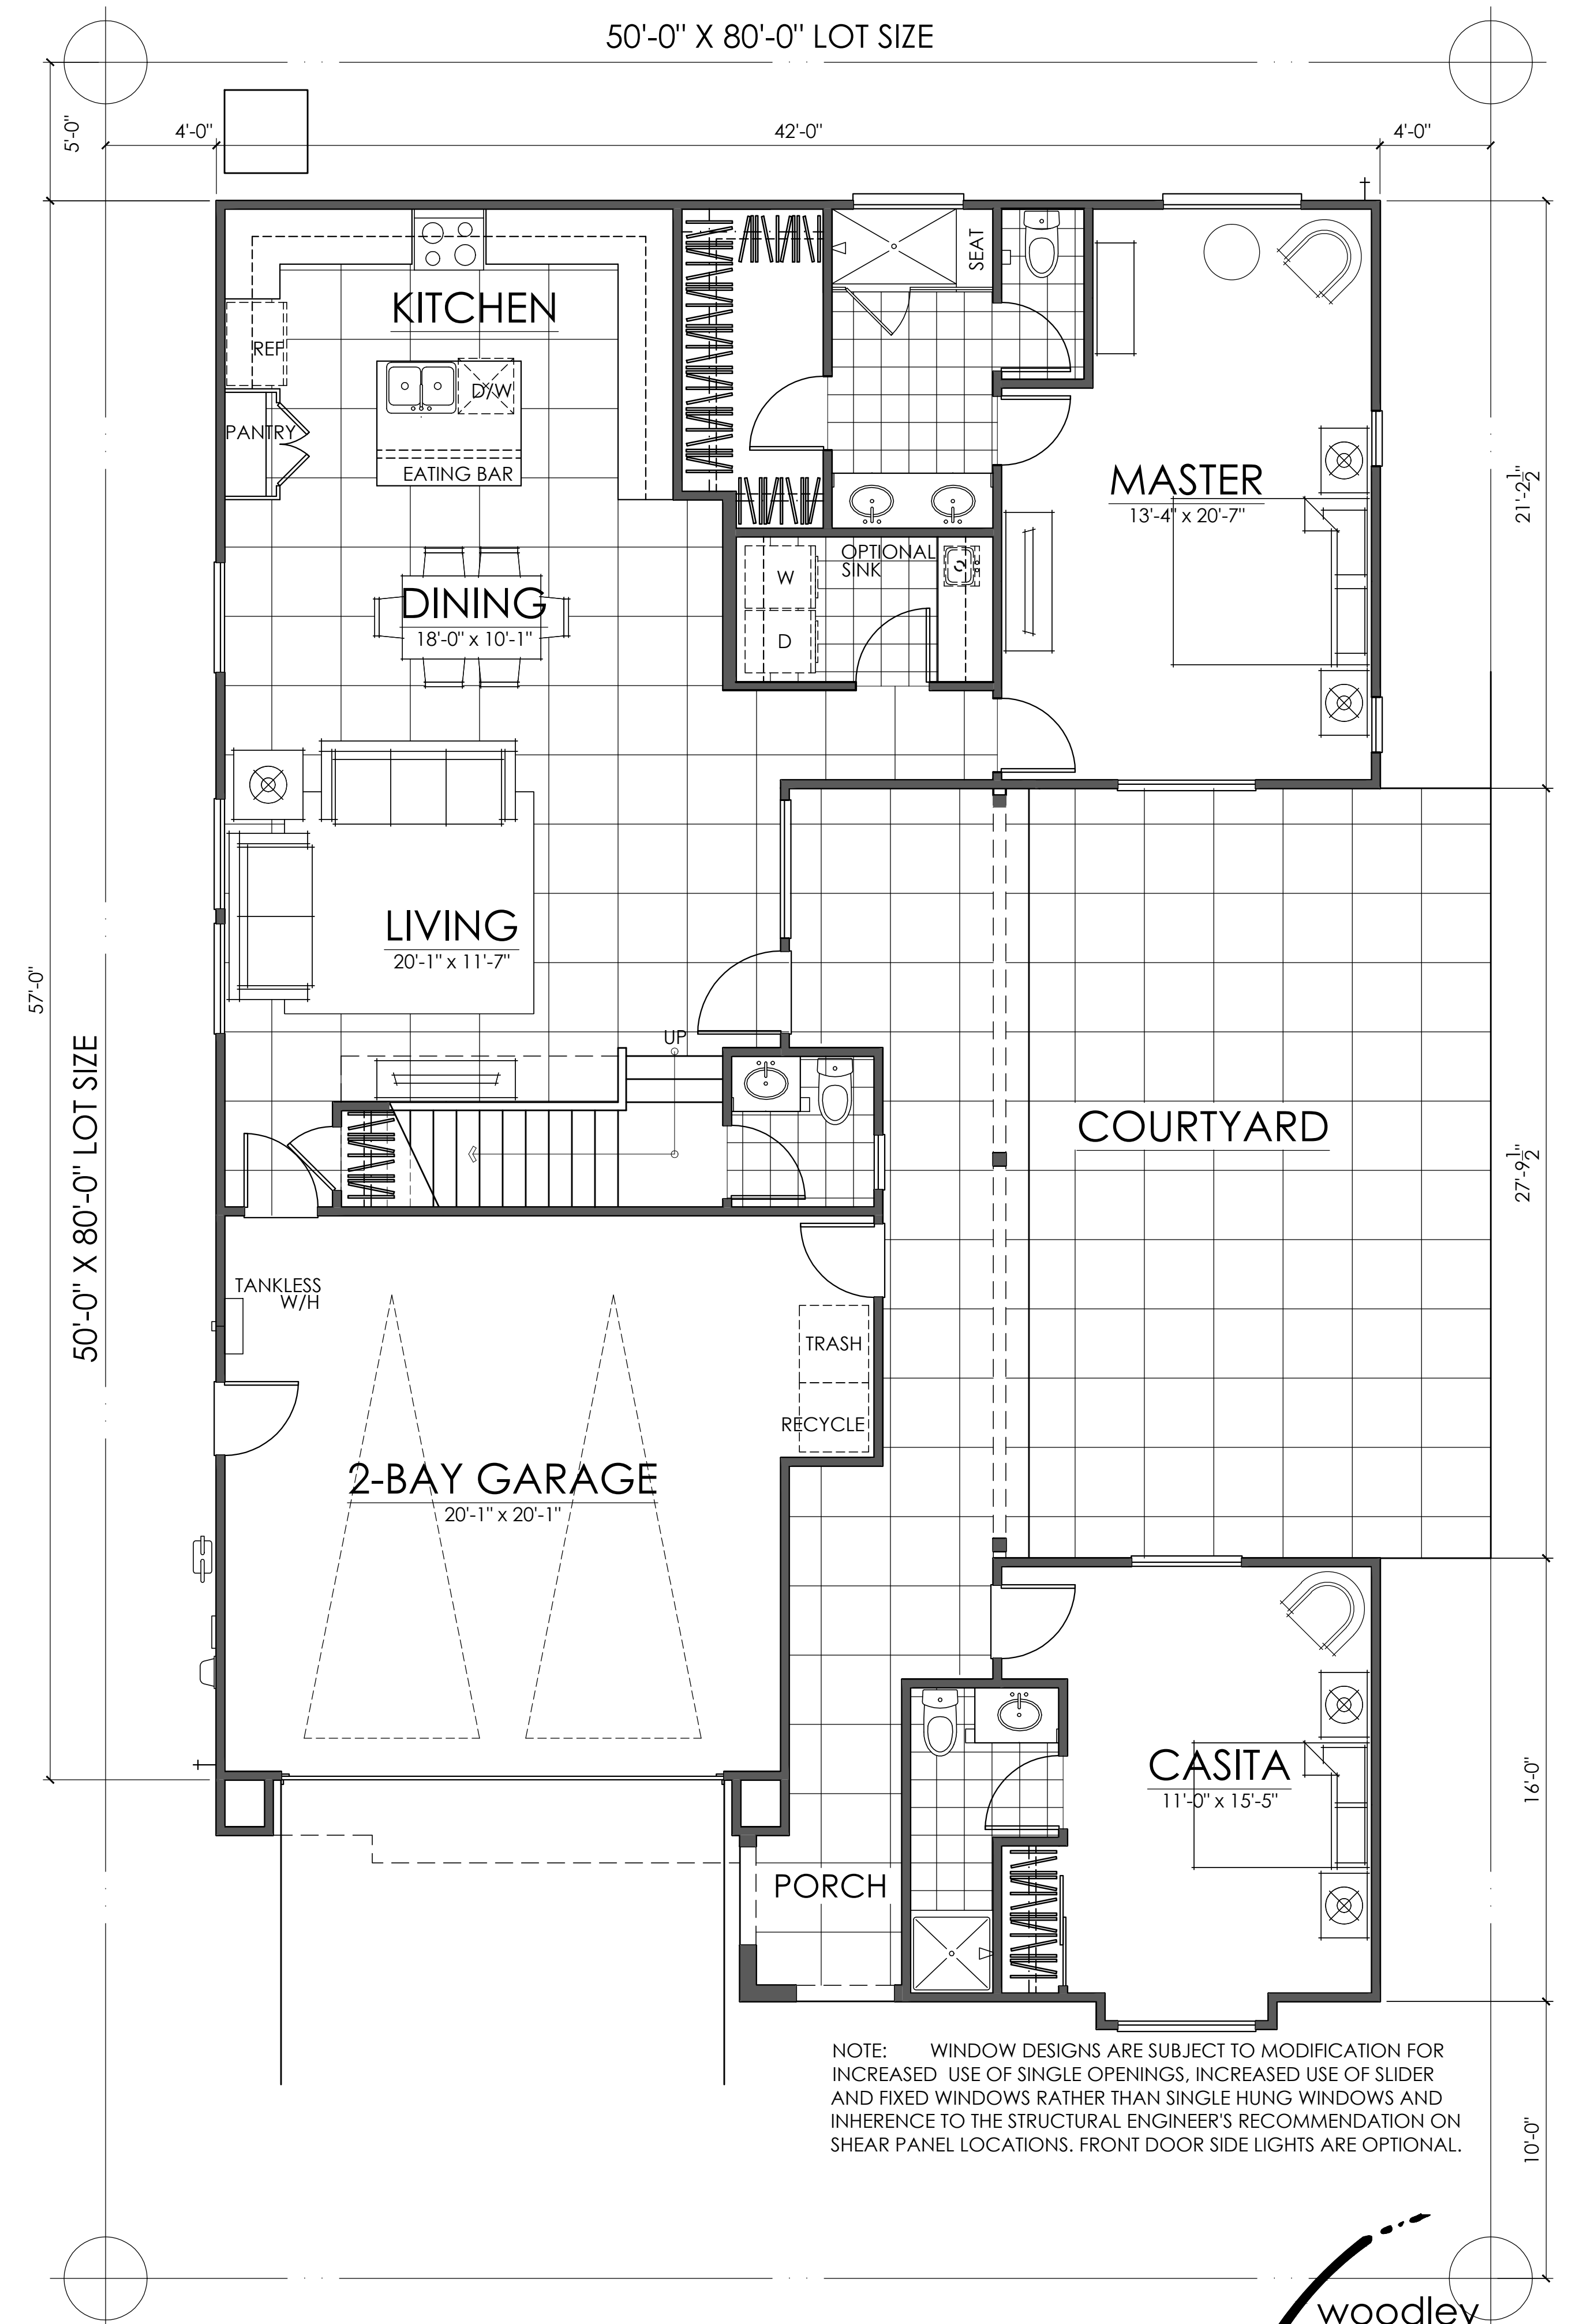 50'-0" X 80'-0" LOT SIZE
5'-0"
4'-0"
42'-0"
4'-0"
SEAT
KITCHEN
REF
D/W
PANTRY
EATING BAR
MASTER
13'-4" x 20'-7"
21'-2 1/2"
OPTIONAL
SINK
W
D
DINING
18'-0" x 10'-1"
LIVING
20'-1" x 11'-7"
57'-0"
UP
50'-0" X 80'-0" LOT SIZE
COURTYARD
27'-9 1/2"
TANKLESS
W/H
TRASH
RECYCLE
2-BAY GARAGE
20'-1" x 20'-1"
CASITA
11'-0" x 15'-5"
16'-0"
PORCH
NOTE: WINDOW DESIGNS ARE SUBJECT TO MODIFICATION FOR
INCREASED USE OF SINGLE OPENINGS, INCREASED USE OF SLIDER
AND FIXED WINDOWS RATHER THAN SINGLE HUNG WINDOWS AND
INHERENCE TO THE STRUCTURAL ENGINEER'S RECOMMENDATION ON
SHEAR PANEL LOCATIONS. FRONT DOOR SIDE LIGHTS ARE OPTIONAL.
10'-0"
woodley